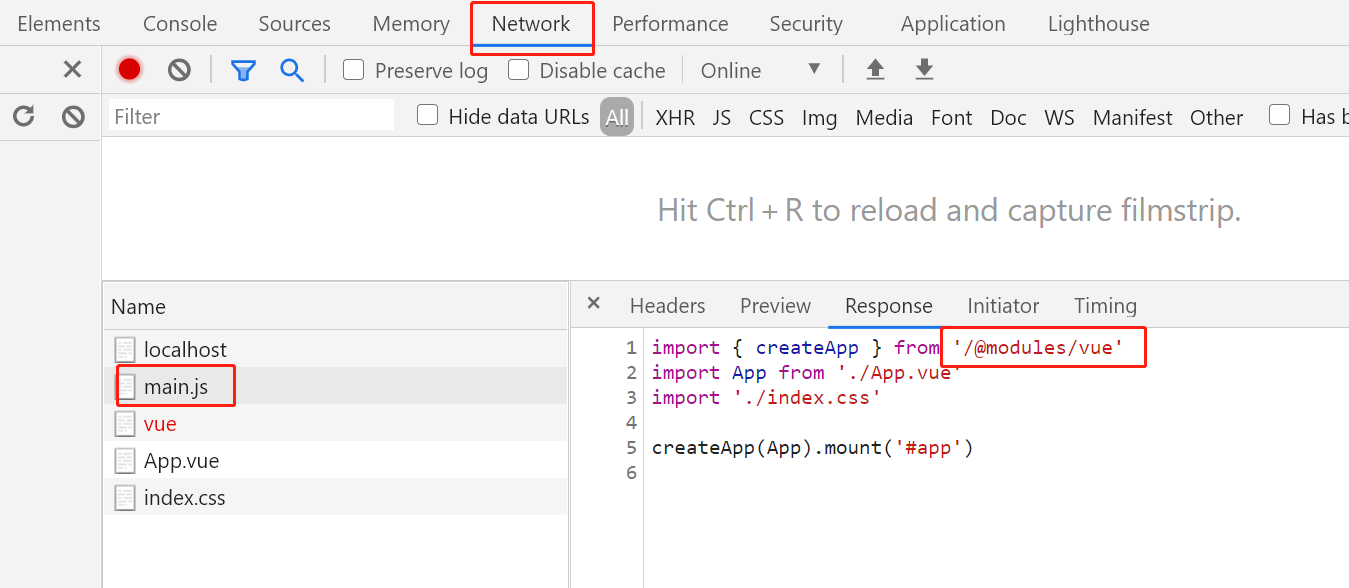 Elements Console Sources Memory Network Performance Security Application Lighthouse
Preserve log Disable cache Online
Filter Hide data URLs All XHR JS CSS Img Media Font Doc WS Manifest Other Has b
Hit Ctrl + R to reload and capture filmstrip.
Name
localhost
main.js
vue
App.vue
index.css
Headers Preview Response Initiator Timing
1 import { createApp } from '/@modules/vue'
2 import App from './App.vue'
3 import './index.css'
4
5 createApp(App).mount('#app')
6